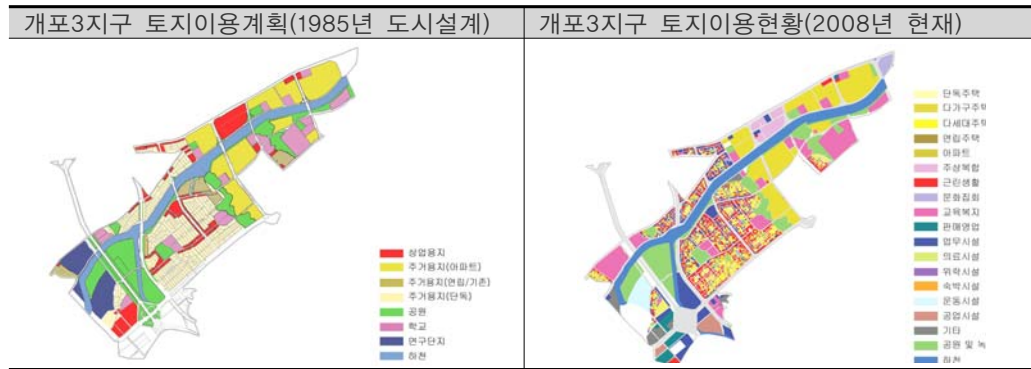 개포3지구 토지이용계획(1985년 도시설계)
개포3지구 토지이용현황(2008년 현재)
상업용지
주거용지(아파트)
주거용지(연립/기존)
주거용지(단독)
공원
학교
연구단지
하천
단독주택
다가구주택
다세대주택
연립주택
아파트
주상복합
근린생활
문화집회
교육복지
판매영업
업무시설
의료시설
위락시설
숙박시설
운동시설
공업시설
기타
공원 및 녹
하천